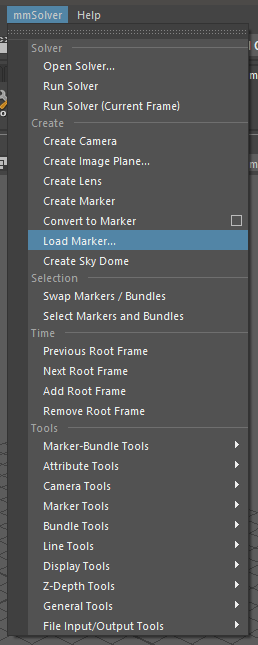 mmSolver Help
Solver
Open Solver...
Run Solver
Run Solver (Current Frame)
Create
Create Camera
Create Image Plane...
Create Lens
Create Marker
Convert to Marker
Load Marker...
Create Sky Dome
Selection
Swap Markers / Bundles
Select Markers and Bundles
Time
Previous Root Frame
Next Root Frame
Add Root Frame
Remove Root Frame
Tools
Marker-Bundle Tools
Attribute Tools
Camera Tools
Marker Tools
Bundle Tools
Line Tools
Display Tools
Z-Depth Tools
General Tools
File Input/Output Tools